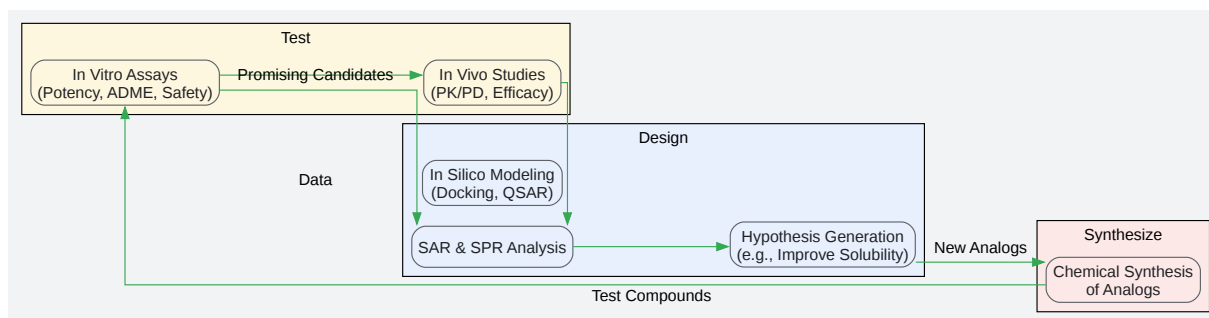 Test
In Vitro Assays
(Potency, ADME, Safety)
Promising Candidates
In Vivo Studies
(PK/PD, Efficacy)
Design
Data
In Silico Modeling
(Docking, QSAR)
SAR & SPR Analysis
Hypothesis Generation
(e.g., Improve Solubility)
New Analogs
Synthesize
Chemical Synthesis
of Analogs
Test Compounds